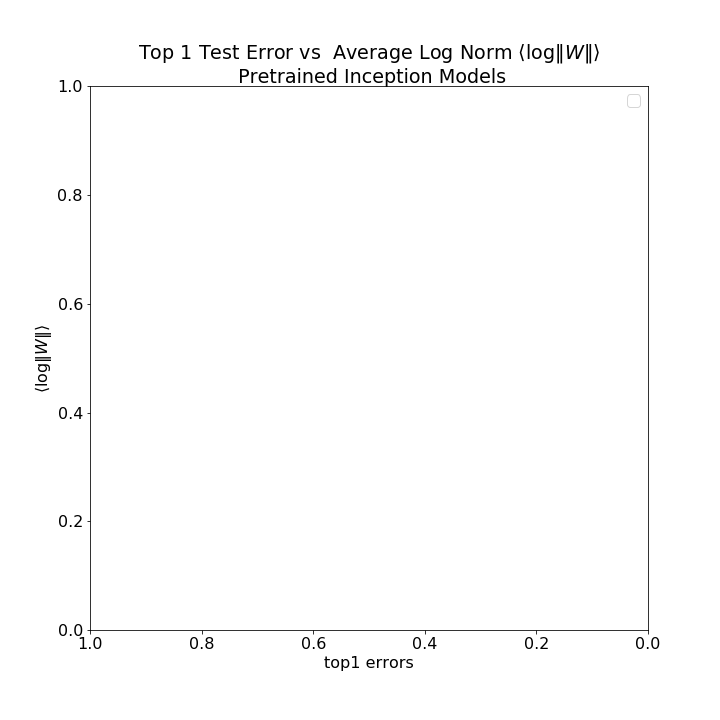 Top 1 Test Error vs  Average Log Norm ⟨log‖W‖⟩
Pretrained Inception Models
1.0
0.8
0.6
0.4
0.2
0.0
⟨log‖W‖⟩
1.0 0.8 0.6 0.4 0.2 0.0
top1 errors